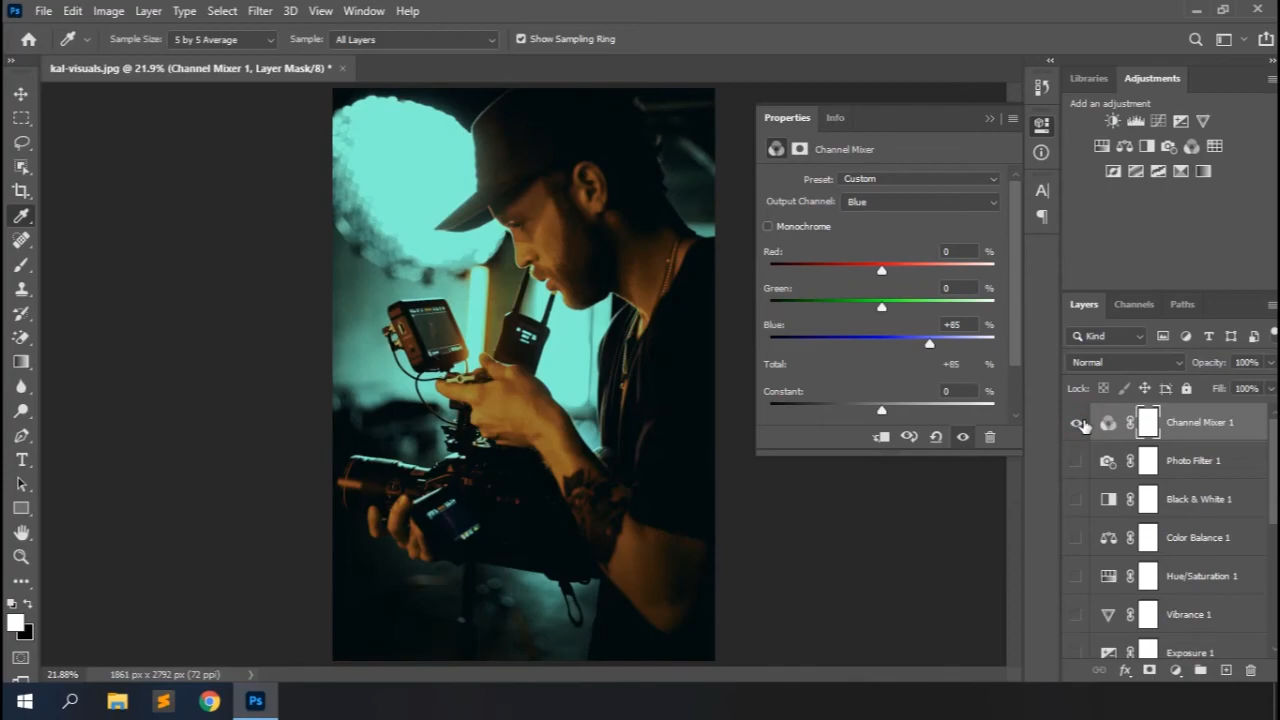 Ps File Edit Image Layer Type Select Filter 3D View Window Help
Sample Size: 5 by 5 Average Sample: All Layers Show Sampling Ring
kal-visuals.jpg @ 21.9% (Channel Mixer 1, Layer Mask/8) * ×
Libraries Adjustments
Add an adjustment
Properties Info
Channel Mixer
Preset: Custom
Output Channel: Blue
Monochrome
Red: 0 %
Green: 0 %
Blue: +85 %
Total: +85 %
Constant: 0 %
Layers Channels Paths
Kind
Normal Opacity: 100%
Lock: Fill: 100%
Channel Mixer 1
Photo Filter 1
Black & White 1
Color Balance 1
Hue/Saturation 1
Vibrance 1
Exposure 1
21.88% 1861 px x 2792 px (72 ppi)
Ps